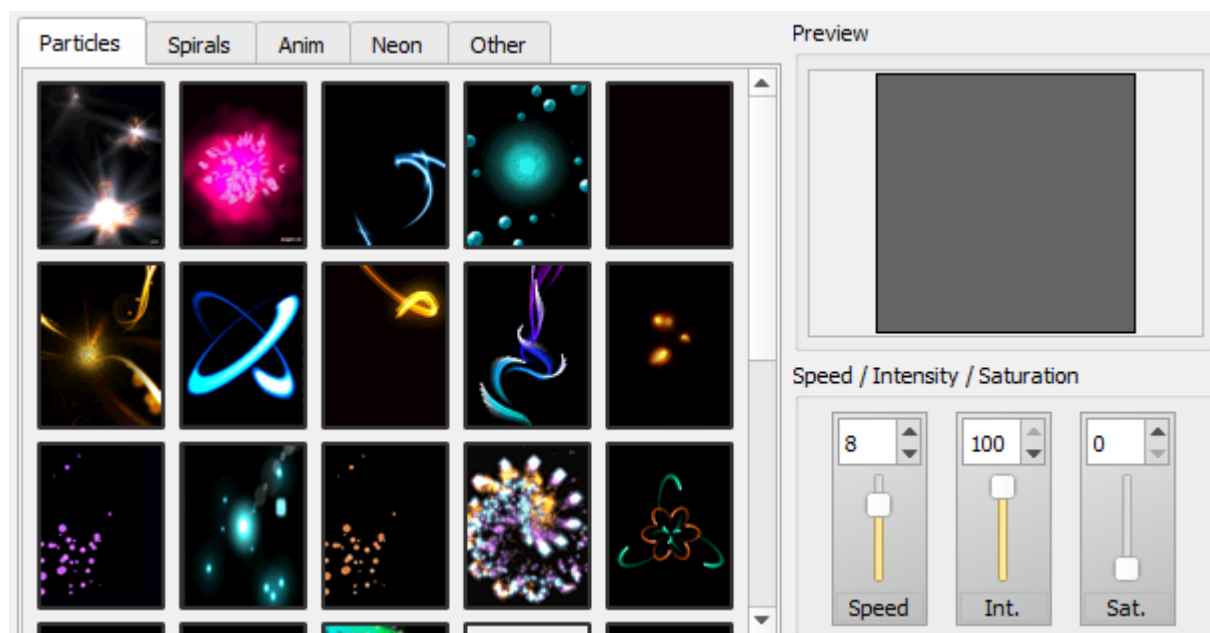 Particles Spirals Anim Neon Other
Preview
Speed / Intensity / Saturation
8 100 0
Speed Int. Sat.